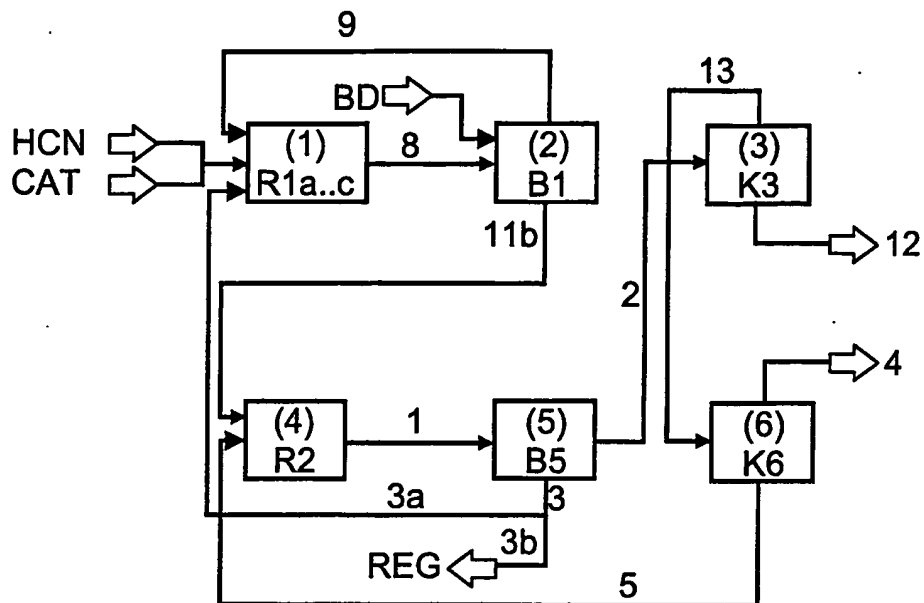 9
13
BD
HCN
CAT
(1)
R1a..c
8
(2)
B1
(3)
K3
11b
12
2
4
(4)
R2
1
(5)
B5
(6)
K6
3a
3
3b
REG
5